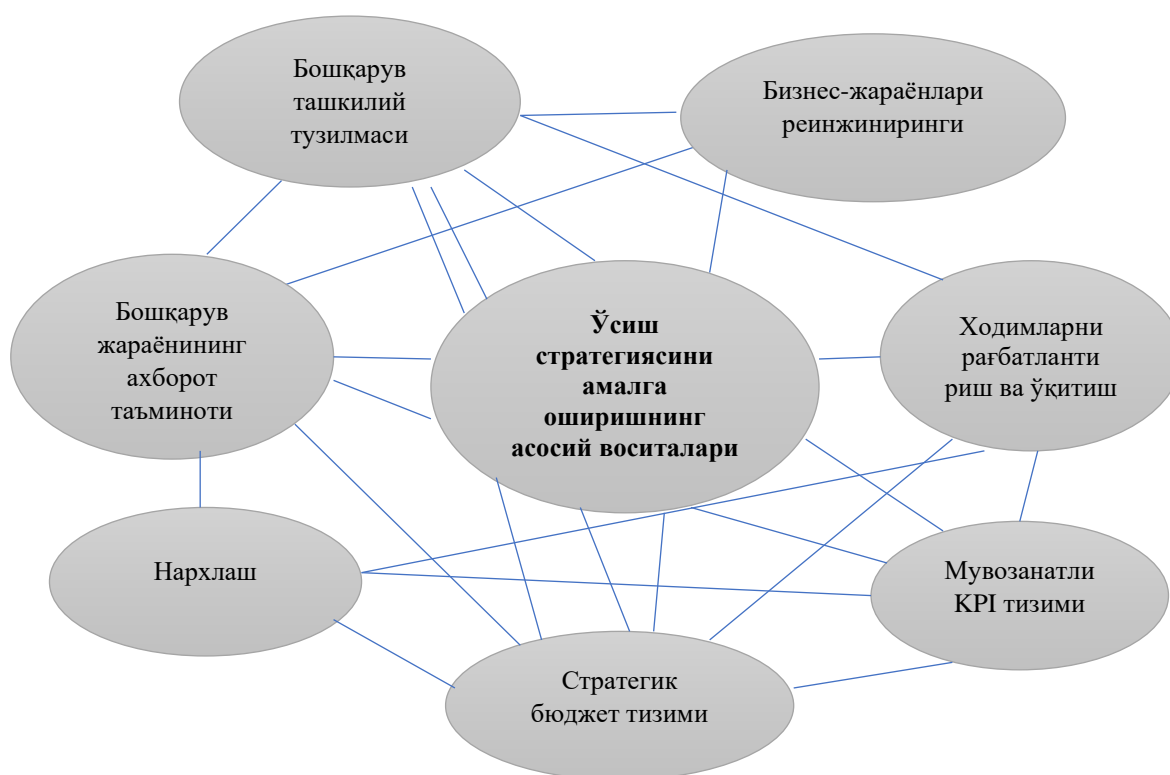 Бошқарув
ташкилий
тузилмаси
Бизнес-жараёнлари
реинжиниринги
Бошқарув
жараёнининг
ахборот
таъминоти
Ўсиш
стратегиясини
амалга
оширишнинг
асосий воситалари
Ходимларни
рағбатланти
риш ва ўқитиш
Нархлаш
Мувозанатли
KPI тизими
Стратегик
бюджет тизими